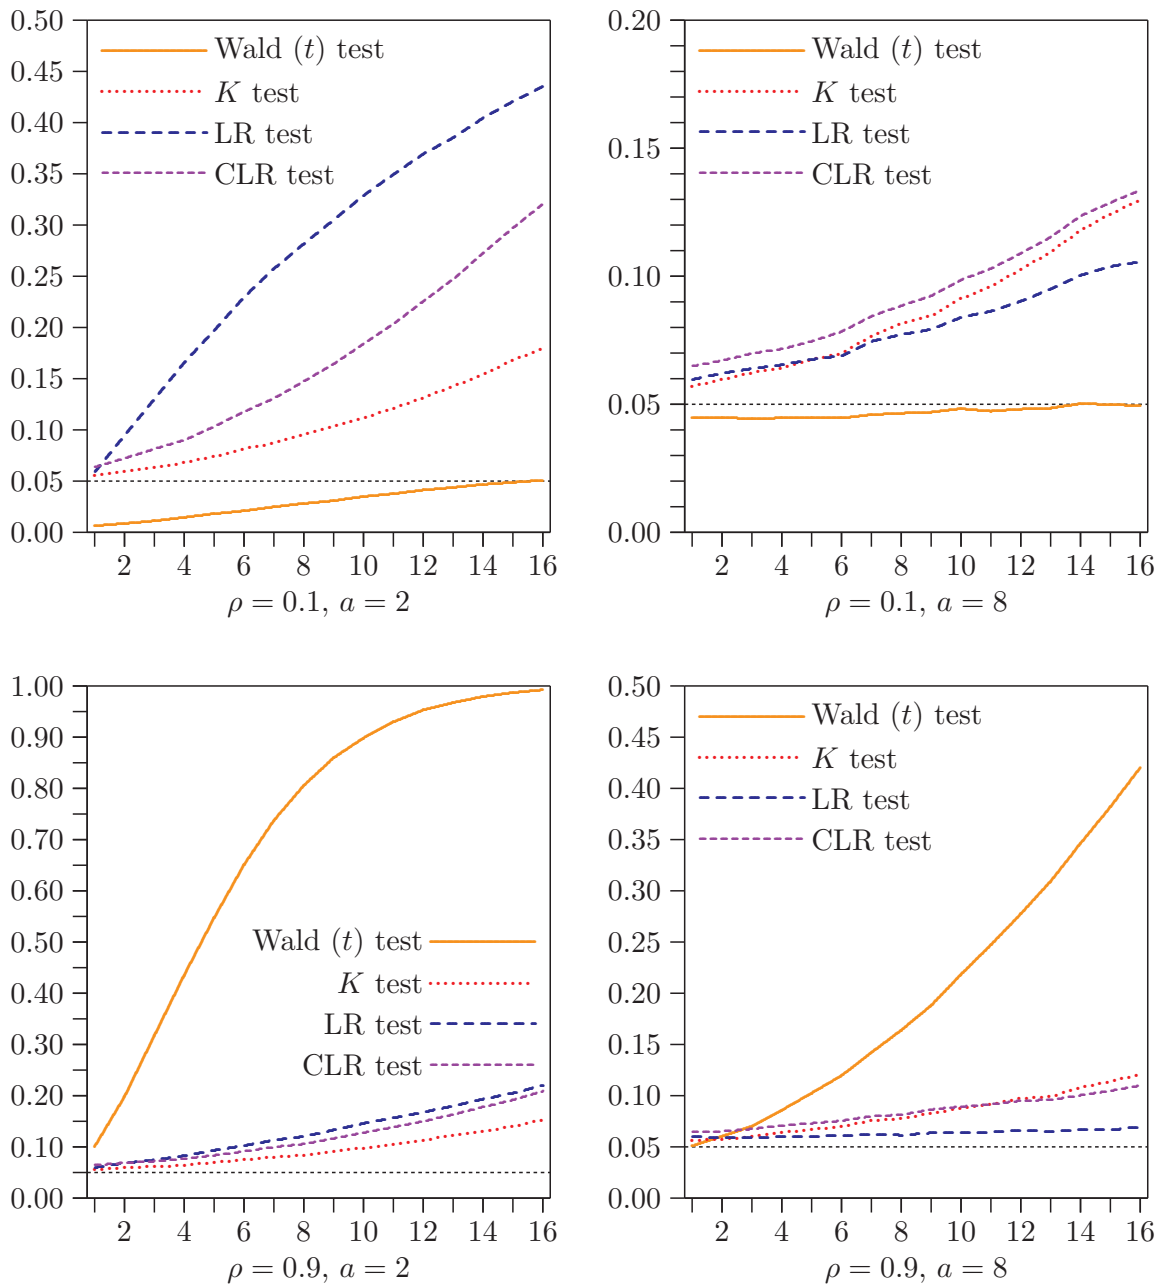 0.50
0.45
0.40
0.35
0.30
0.25
0.20
0.15
0.10
0.05
0.00
Wald (t) test
K test
LR test
CLR test
2 4 6 8 10 12 14 16
ρ = 0.1, a = 2
0.20
0.15
0.10
0.05
0.00
Wald (t) test
K test
LR test
CLR test
2 4 6 8 10 12 14 16
ρ = 0.1, a = 8
1.00
0.90
0.80
0.70
0.60
0.50
0.40
0.30
0.20
0.10
0.00
Wald (t) test
K test
LR test
CLR test
2 4 6 8 10 12 14 16
ρ = 0.9, a = 2
0.50
0.45
0.40
0.35
0.30
0.25
0.20
0.15
0.10
0.05
0.00
Wald (t) test
K test
LR test
CLR test
2 4 6 8 10 12 14 16
ρ = 0.9, a = 8